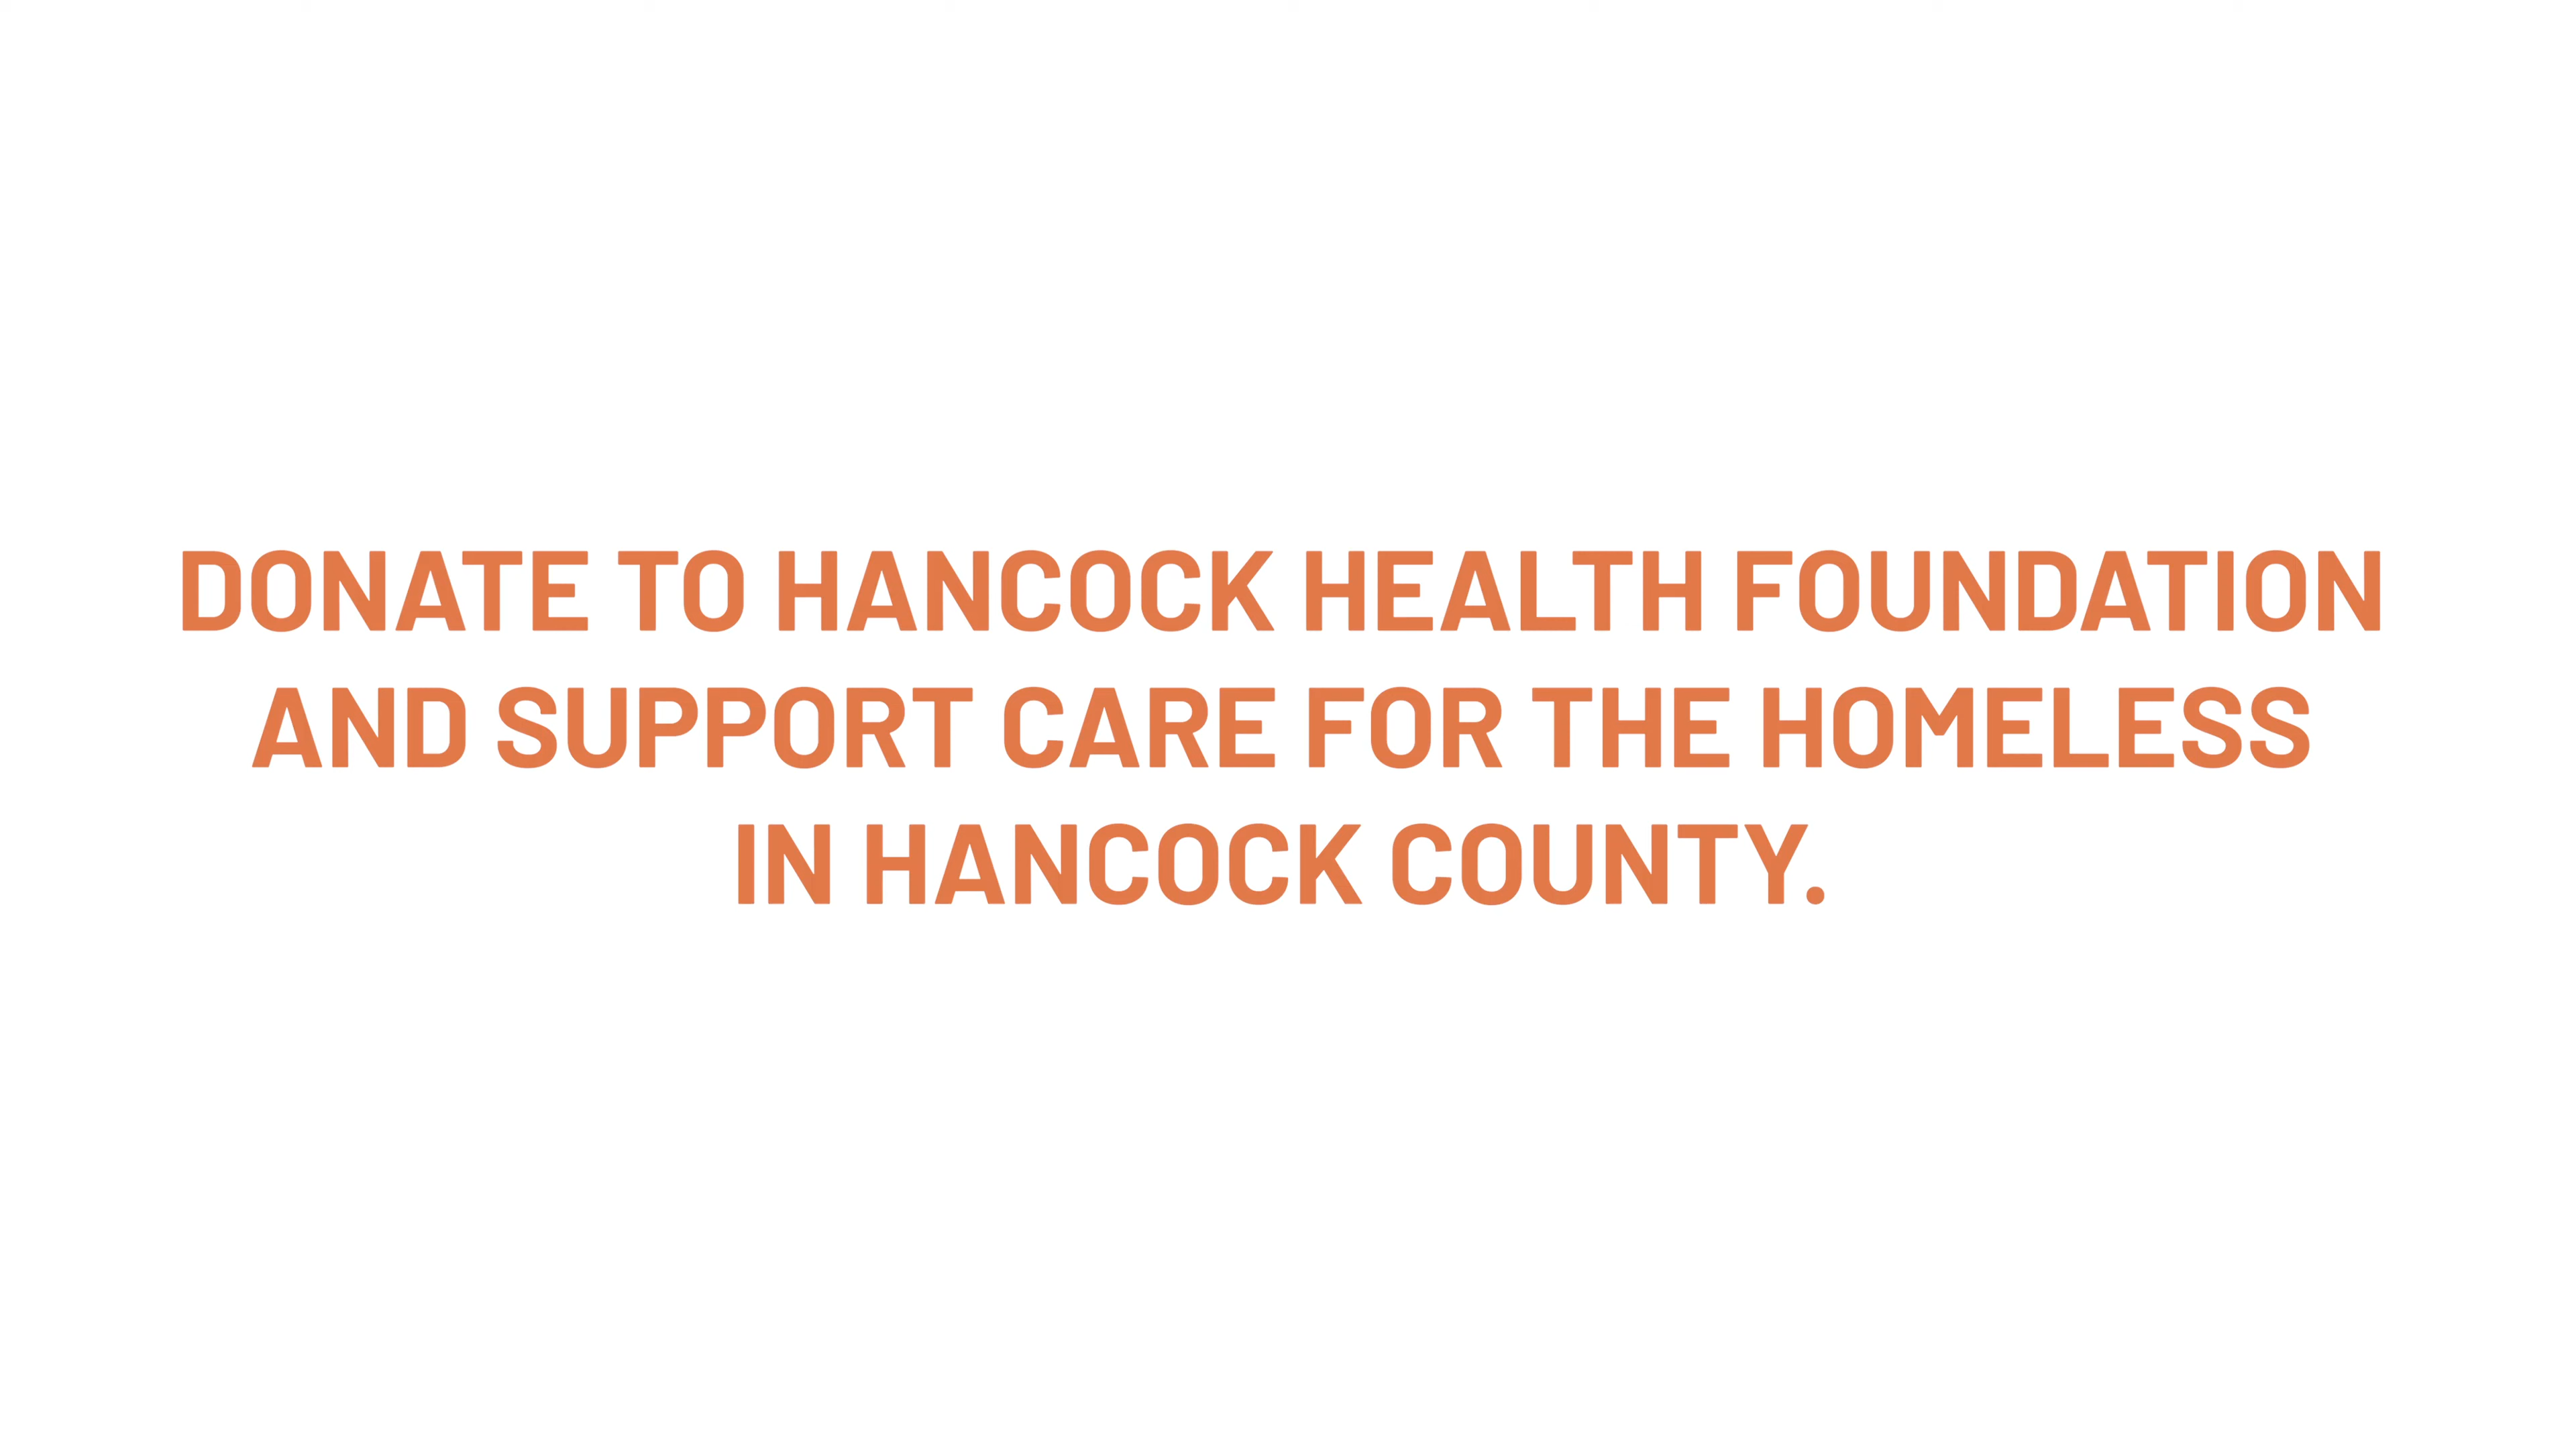 DONATE TO HANCOCK HEALTH FOUNDATION
AND SUPPORT CARE FOR THE HOMELESS
IN HANCOCK COUNTY.